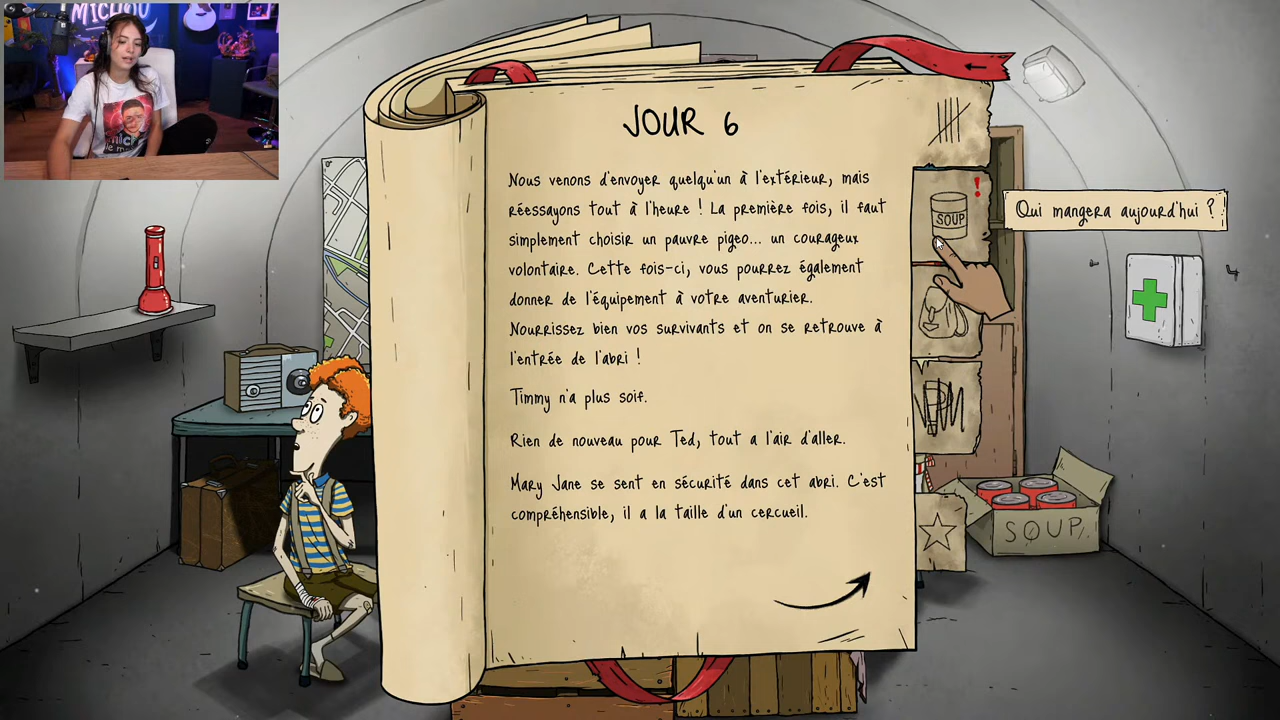 MICHOU
JOUR 6
Nous venons d'envoyer quelqu'un à l'extérieur, mais
réessayons tout à l'heure ! La première fois, il faut
simplement choisir un pauvre pigeo... un courageux
volontaire. Cette fois-ci, vous pourrez également
donner de l'équipement à votre aventurier.
Nourrissez bien vos survivants et on se retrouve à
l'entrée de l'abri !
Timmy n'a plus soif.
Rien de nouveau pour Ted, tout a l'air d'aller.
Mary Jane se sent en sécurité dans cet abri. C'est
compréhensible, il a la taille d'un cercueil.
SOUP
!
Qui mangera aujourd'hui ?
SOUP